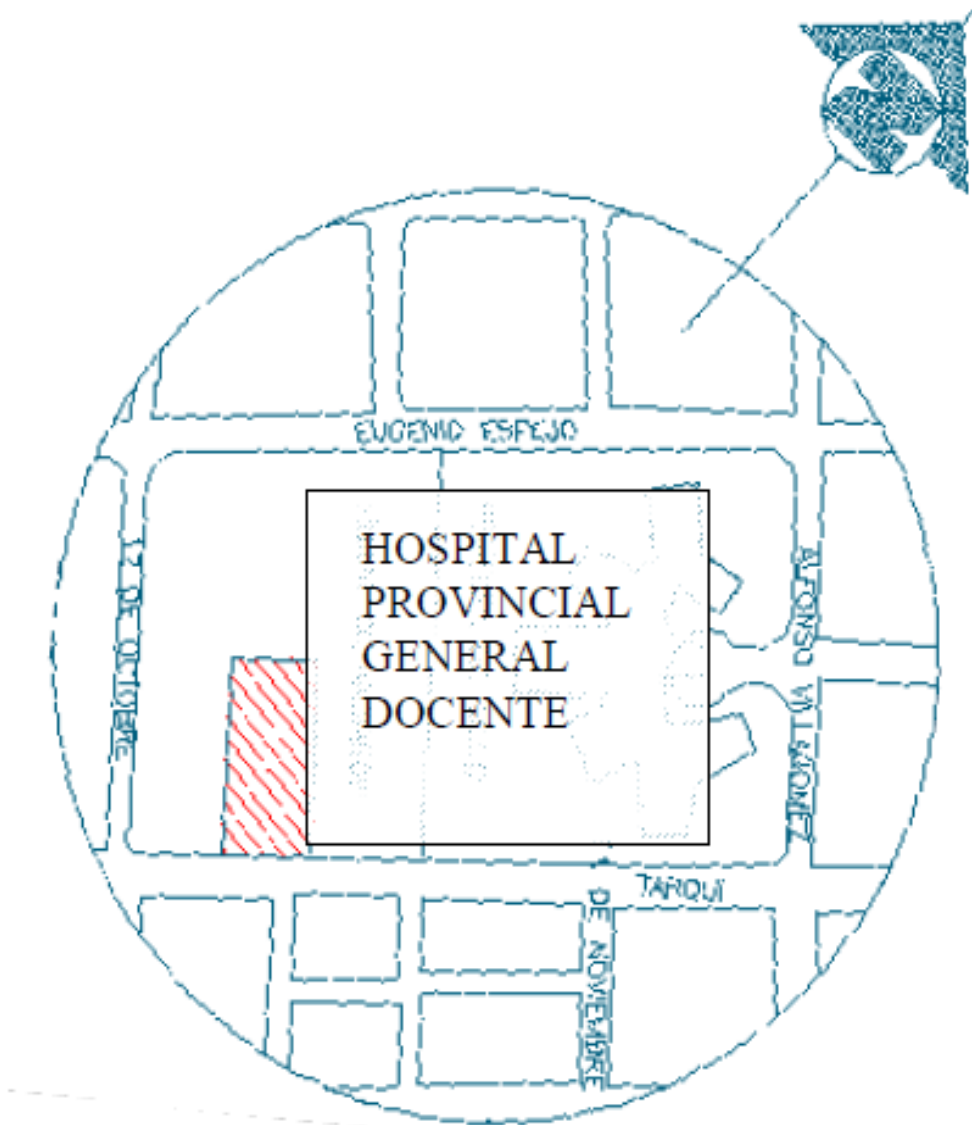 EUGENIO ESPEJO
HOSPITAL
PROVINCIAL
GENERAL
DOCENTE
12 DE OCTUBRE
ALFONSO VILLAGOMEZ
TARQUI
DE NOVIEMBRE